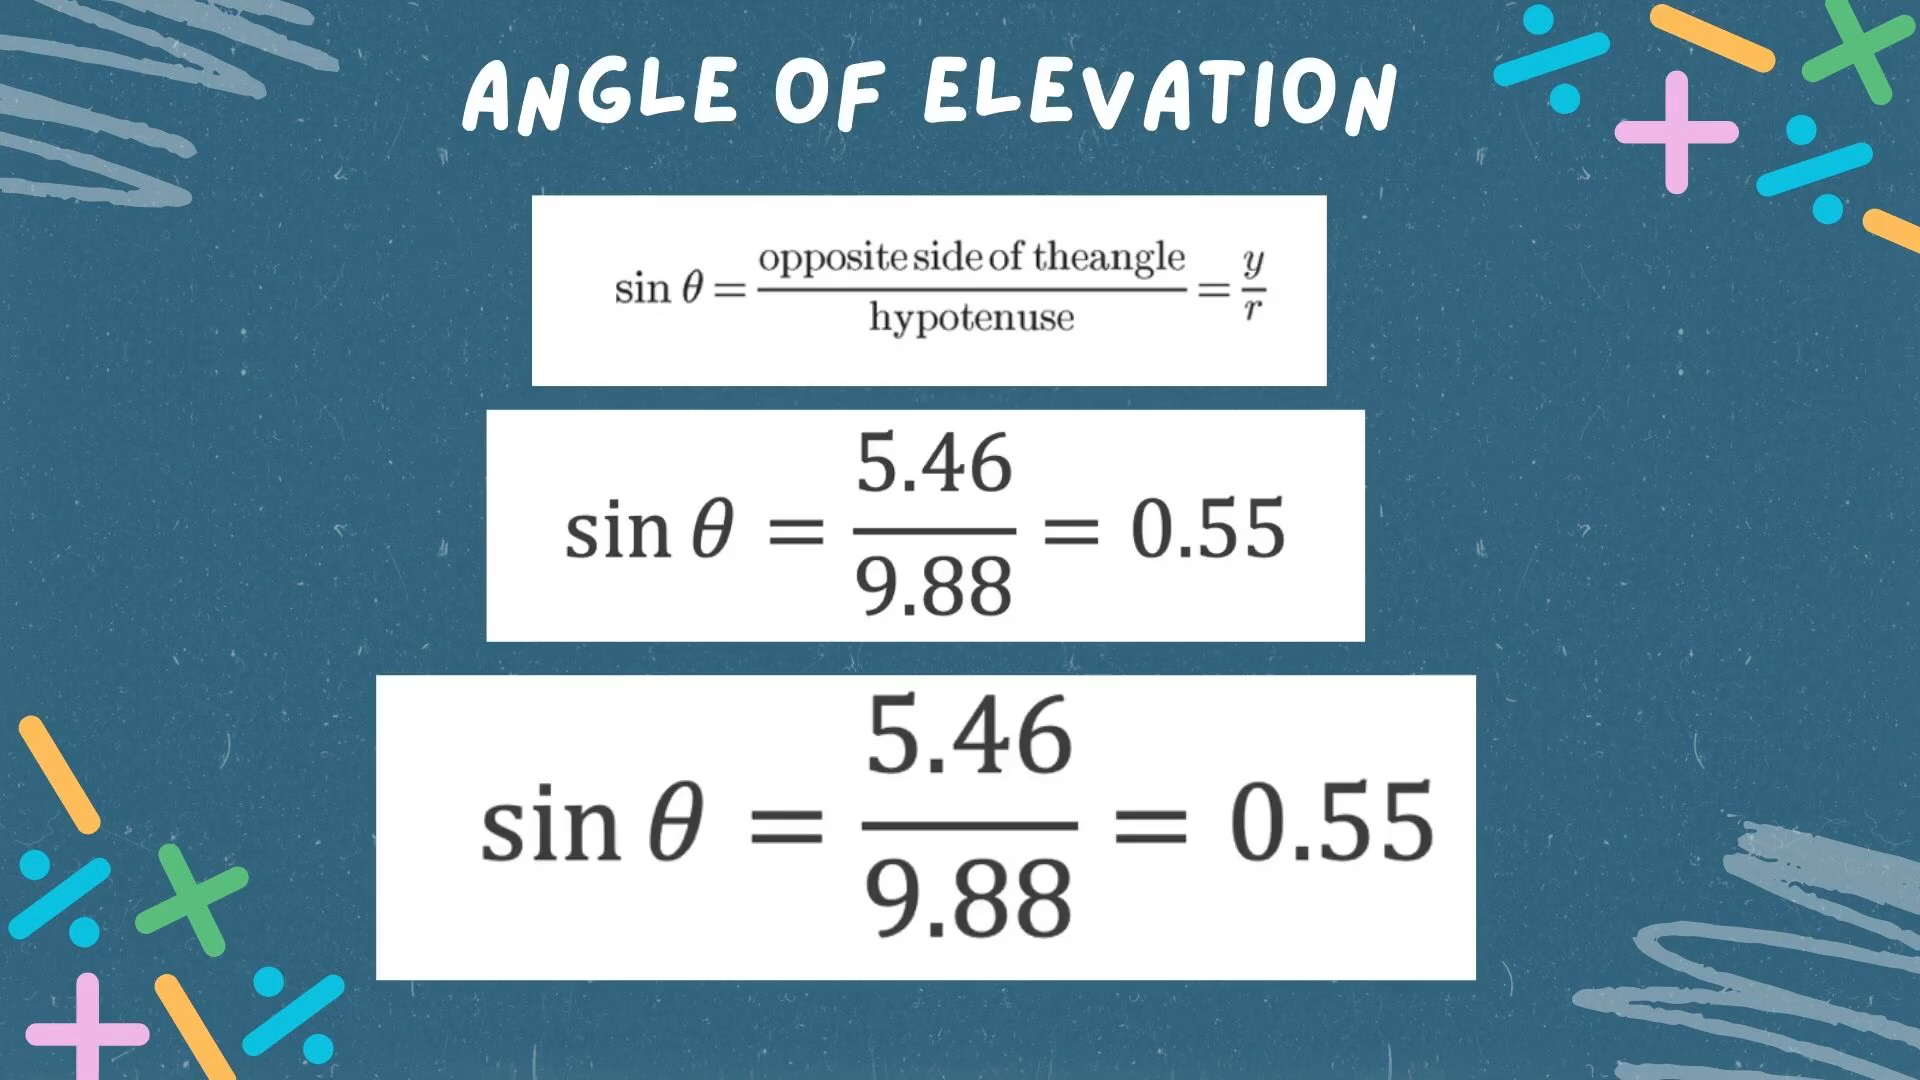 ANGLE OF ELEVATION
sin θ = opposite side of theangle / hypotenuse = y / r
sin θ = 5.46 / 9.88 = 0.55
sin θ = 5.46 / 9.88 = 0.55